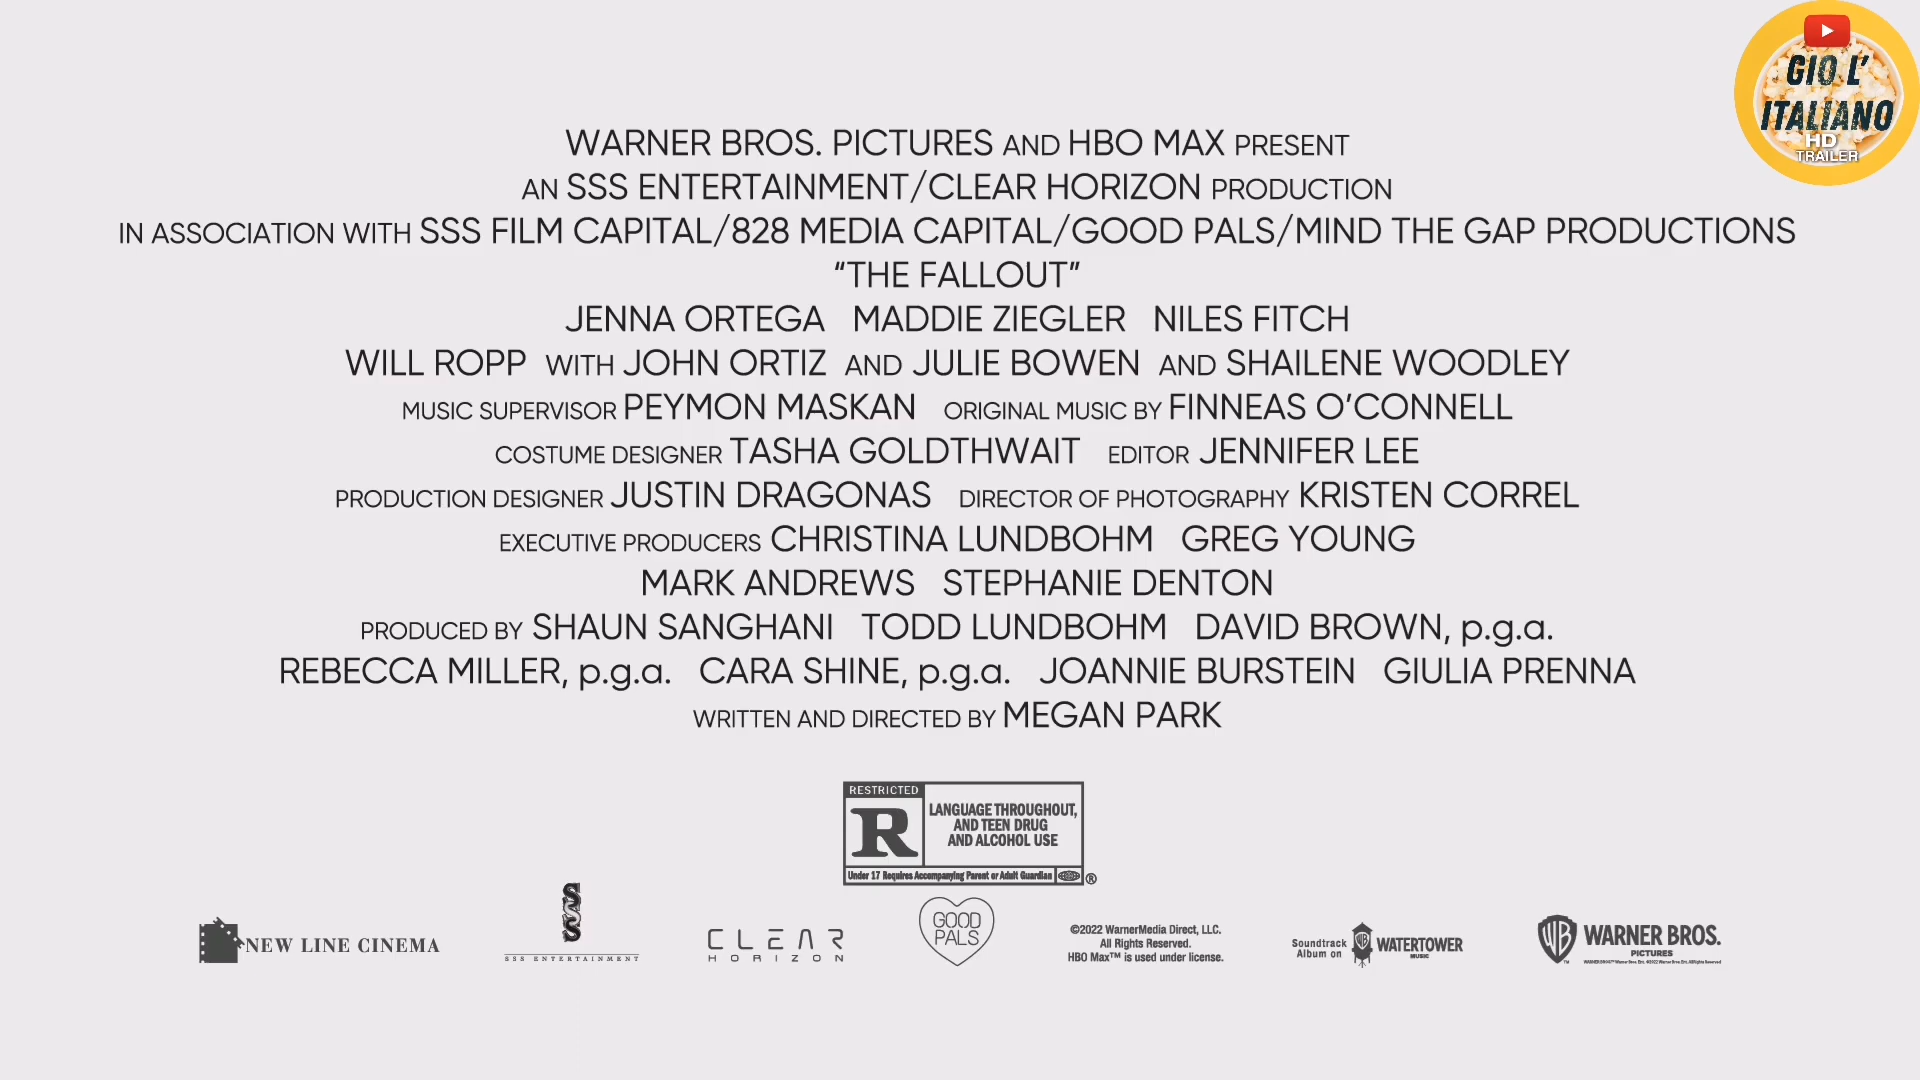 GIO L'
ITALIANO
HD
TRAILER
WARNER BROS. PICTURES AND HBO MAX PRESENT
AN SSS ENTERTAINMENT/CLEAR HORIZON PRODUCTION
IN ASSOCIATION WITH SSS FILM CAPITAL/828 MEDIA CAPITAL/GOOD PALS/MIND THE GAP PRODUCTIONS
“THE FALLOUT”
JENNA ORTEGA MADDIE ZIEGLER NILES FITCH
WILL ROPP WITH JOHN ORTIZ AND JULIE BOWEN AND SHAILENE WOODLEY
MUSIC SUPERVISOR PEYMON MASKAN ORIGINAL MUSIC BY FINNEAS O’CONNELL
COSTUME DESIGNER TASHA GOLDTHWAIT EDITOR JENNIFER LEE
PRODUCTION DESIGNER JUSTIN DRAGONAS DIRECTOR OF PHOTOGRAPHY KRISTEN CORREL
EXECUTIVE PRODUCERS CHRISTINA LUNDBOHM GREG YOUNG
MARK ANDREWS STEPHANIE DENTON
PRODUCED BY SHAUN SANGHANI TODD LUNDBOHM DAVID BROWN, p.g.a.
REBECCA MILLER, p.g.a. CARA SHINE, p.g.a. JOANNIE BURSTEIN GIULIA PRENNA
WRITTEN AND DIRECTED BY MEGAN PARK
RESTRICTED
R
LANGUAGE THROUGHOUT,
AND TEEN DRUG
AND ALCOHOL USE
Under 17 Requires Accompanying Parent or Adult Guardian
®
NEW LINE CINEMA
SSS
SSS ENTERTAINMENT
CLEAR
HORIZON
GOOD
PALS
©2022 WarnerMedia Direct, LLC.
All Rights Reserved.
HBO Max™ is used under license.
Soundtrack
Album on
WATERTOWER
MUSIC
WB
WARNER BROS.
PICTURES